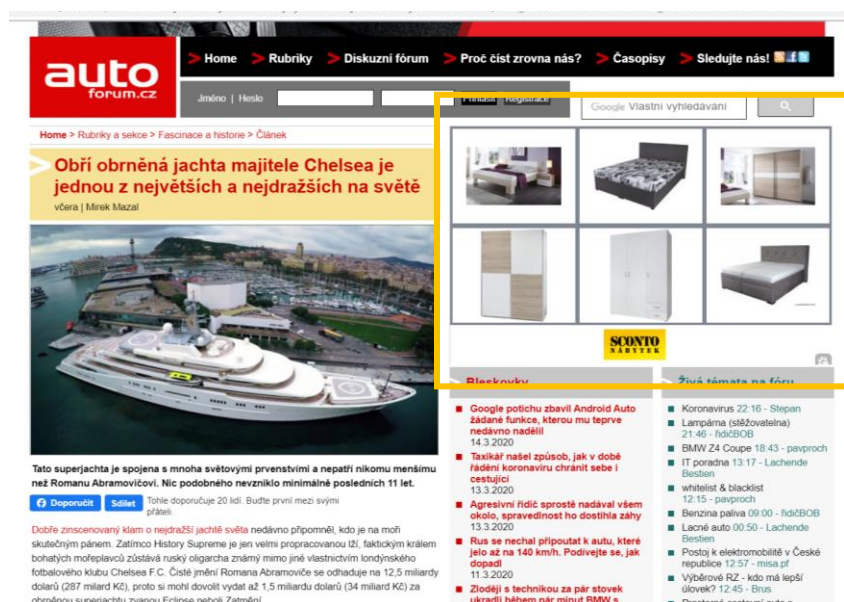 auto
forum.cz
> Home > Rubriky > Diskuzní fórum > Proč číst zrovna nás? > Časopisy > Sledujte nás!
Jméno | Heslo
Přihlásit Registrace
Google Vlastní vyhledávání
Home > Rubriky a sekce > Fascinace a historie > Článek
Obří obrněná jachta majitele Chelsea je
jednou z největších a nejdražších na světě
včera | Mirek Mazal
Tato superjachta je spojena s mnoha světovými prvenstvími a nepatří nikomu menšímu
než Romanu Abramovičovi. Nic podobného nevzniklo minimálně posledních 11 let.
Doporučit Sdílet Tohle doporučuje 20 lidí. Buďte první mezi svými
přáteli.
Dobře zinscenovaný klam o nejdražší jachtě světa nedávno připomněl, kdo je na moři
skutečným pánem. Zatímco History Supreme je jen velmi propracovanou lží, faktickým králem
bohatých mořeplavců zůstává ruský oligarcha známý mimo jiné vlastnictvím londýnského
fotbalového klubu Chelsea F.C. Čisté jmění Romana Abramoviče se odhaduje na 12,5 miliardy
dolarů (287 miliard Kč), proto si mohl dovolit vydat až 1,5 miliardu dolarů (34 miliard Kč) za
obrněnou superjachtu zvanou Eclipse neboli Zatmění.
SCONTO
NÁBYTEK
Bleskovky
Google potichu zbavil Android Auto
žádané funkce, kterou mu teprve
nedávno nadělil
14.3.2020
Taxikář našel způsob, jak v době
řádění koronaviru chránit sebe i
cestující
13.3.2020
Agresivní řidič sprostě nadával všem
okolo, spravedlnost ho dostihla záhy
13.3.2020
Rus se nechal připoutat k autu, které
jelo až na 140 km/h. Podívejte se, jak
dopadl
11.3.2020
Zloději s technikou za pár stovek
ukradli během pár minut BMW s
Živá témata na fóru
Koronavirus 22:16 - Stepan
Lampárna (stěžovatelna)
21:46 - řidičBOB
BMW Z4 Coupe 18:43 - pavproch
IT poradna 13:17 - Lachende
Bestien
whitelist & blacklist
12:15 - pavproch
Benzina paliva 09:00 - řidičBOB
Lacné auto 00:50 - Lachende
Bestien
Postoj k elektromobilitě v České
republice 12:57 - misa.pf
Výběrové RZ - kdo má lepší
úlovek? 12:45 - Brus